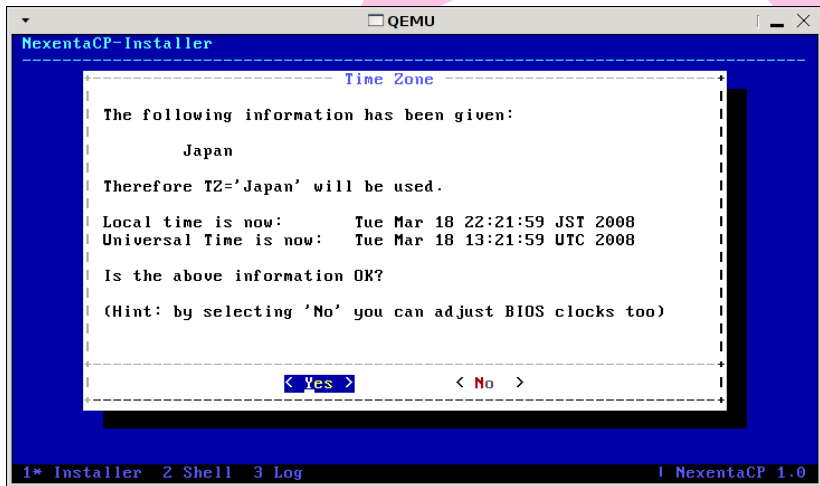 QEMU
NexentaCP-Installer
Time Zone
The following information has been given:
Japan
Therefore TZ='Japan' will be used.
Local time is now: Tue Mar 18 22:21:59 JST 2008
Universal Time is now: Tue Mar 18 13:21:59 UTC 2008
Is the above information OK?
(Hint: by selecting 'No' you can adjust BIOS clocks too)
< Yes > < No >
1* Installer 2 Shell 3 Log | NexentaCP 1.0